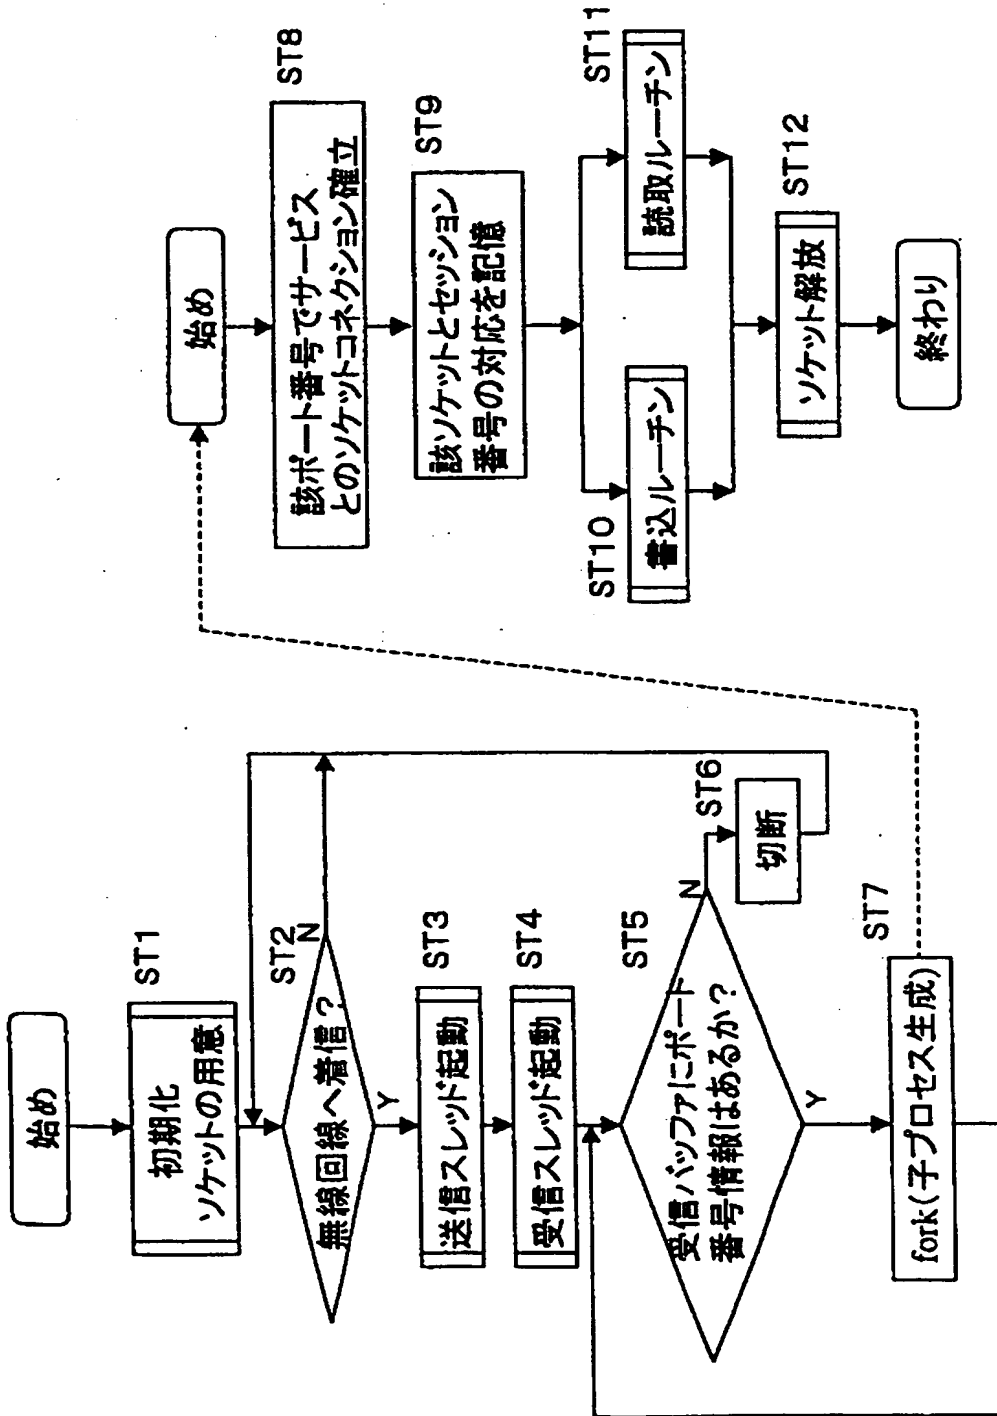 始め
ST1
初期化
ソケットの用意
ST2
無線回線へ着信?
N
Y
ST3
送信スレッド起動
ST4
受信スレッド起動
ST5
受信バッファにポート
番号情報はあるか?
N
Y
ST6
切断
ST7
fork(子プロセス生成)
始め
ST8
該ポート番号でサービス
とのソケットコネクション確立
ST9
該ソケットとセッション
番号の対応を記憶
ST10
書込ルーチン
ST11
読取ルーチン
ST12
ソケット解放
終わり